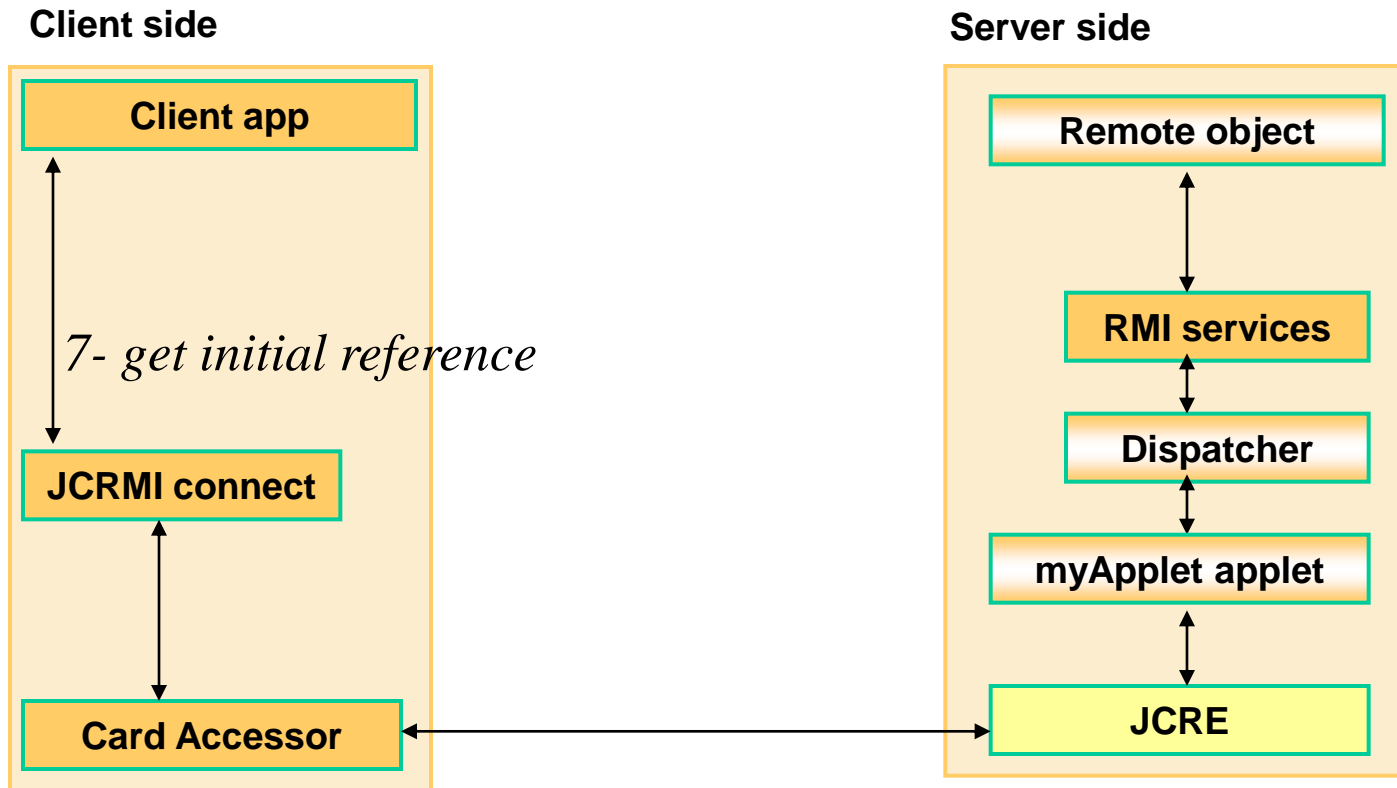 Client side
Client app
7- get initial reference
JCRMI connect
Card Accessor
Server side
Remote object
RMI services
Dispatcher
myApplet applet
JCRE